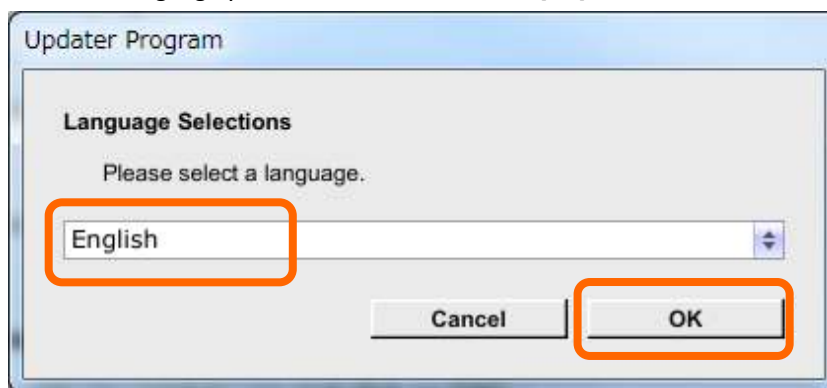 Updater Program
Language Selections
Please select a language.
English
Cancel OK